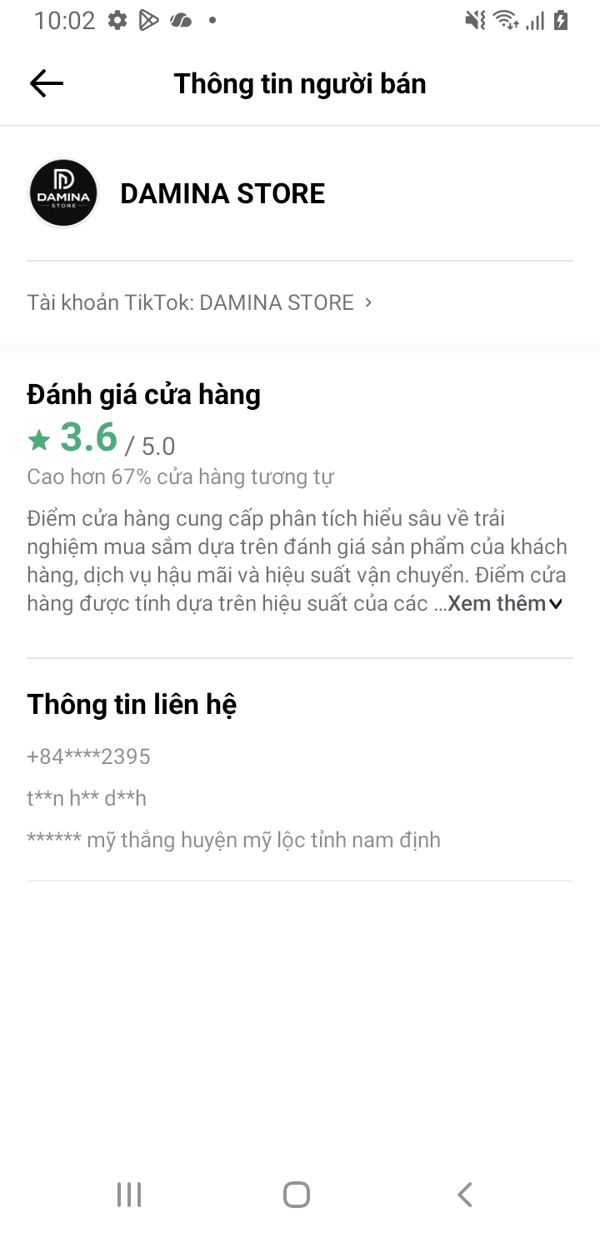 10:02
Thông tin người bán
DAMINA
STORE
DAMINA STORE
Tài khoản TikTok: DAMINA STORE >
Đánh giá cửa hàng
3.6 / 5.0
Cao hơn 67% cửa hàng tương tự
Điểm cửa hàng cung cấp phân tích hiểu sâu về trải
nghiệm mua sắm dựa trên đánh giá sản phẩm của khách
hàng, dịch vụ hậu mãi và hiệu suất vận chuyển. Điểm cửa
hàng được tính dựa trên hiệu suất của các ...Xem thêm
Thông tin liên hệ
+84****2395
t**n h** d**h
****** mỹ thắng huyện mỹ lộc tỉnh nam định